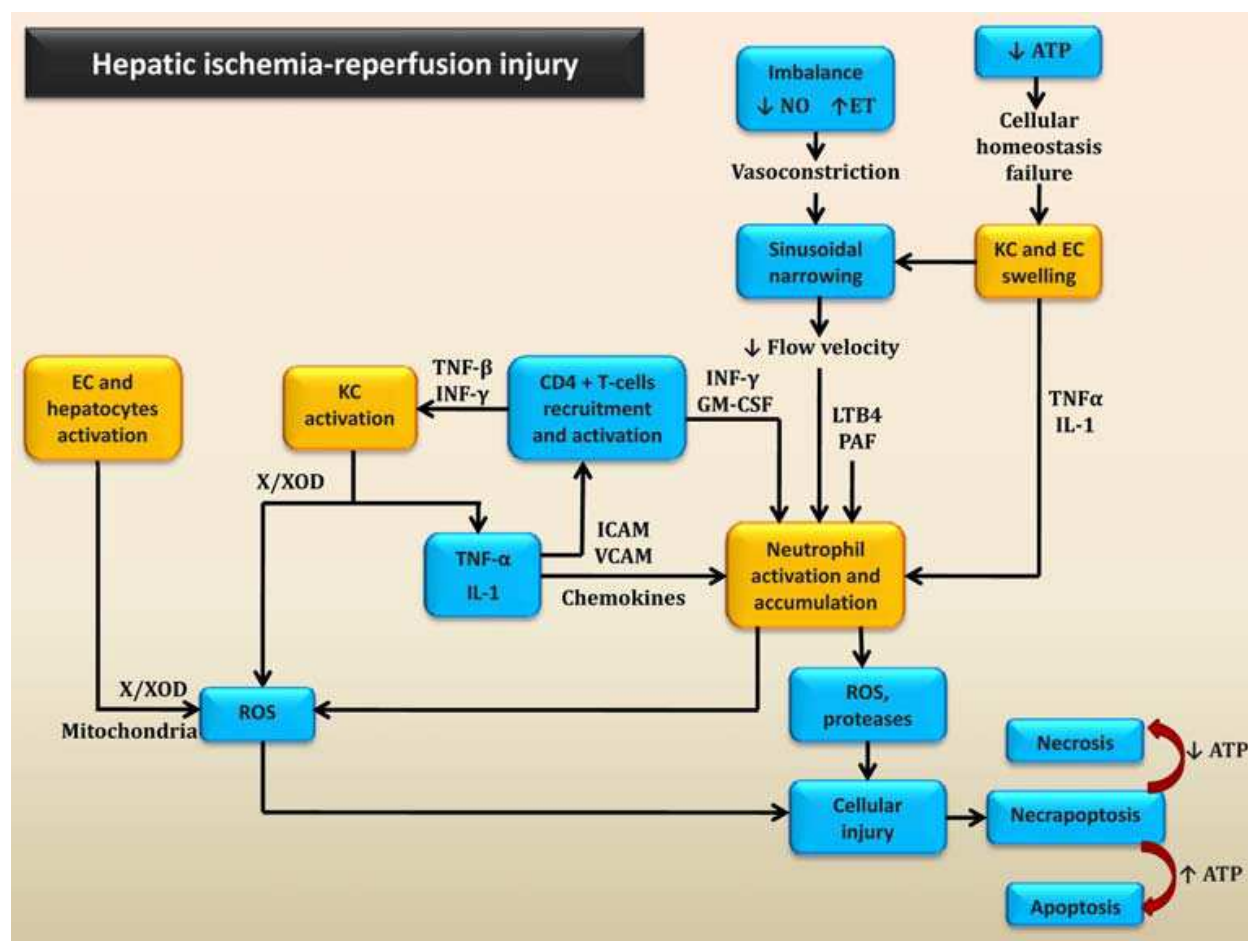 Hepatic ischemia-reperfusion injury
Imbalance
↓ NO ↑ET
↓ ATP
Cellular
homeostasis
failure
Vasoconstriction
Sinusoidal
narrowing
KC and EC
swelling
↓ Flow velocity
EC and
hepatocytes
activation
KC
activation
TNF-β
INF-γ
CD4 + T-cells
recruitment
and activation
INF-γ
GM-CSF
LTB4
PAF
TNFα
IL-1
X/XOD
TNF-α
IL-1
ICAM
VCAM
Chemokines
Neutrophil
activation and
accumulation
X/XOD
Mitochondria
ROS
ROS,
proteases
Necrosis
↓ ATP
Cellular
injury
Necrapoptosis
↑ ATP
Apoptosis